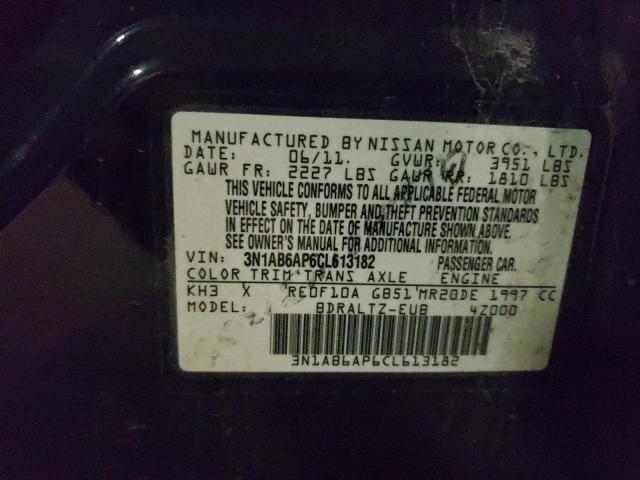 MANUFACTURED BY NISSAN MOTOR CO., LTD.
DATE: 06/11. GVWR: 3951 LBS
GAWR FR: 2227 LBS GAWR RR: 1810 LBS
THIS VEHICLE CONFORMS TO ALL APPLICABLE FEDERAL MOTOR
VEHICLE SAFETY, BUMPER AND THEFT PREVENTION STANDARDS
IN EFFECT ON THE DATE OF MANUFACTURE SHOWN ABOVE.
SEE OWNER'S MANUAL FOR ADDITIONAL INFORMATION.
VIN: 3N1AB6AP6CL613182 PASSENGER CAR.
COLOR TRIM TRANS AXLE ENGINE
KH3 X RE0F10A GB51 MR20DE 1997 CC
MODEL: BDRALTZ-EUB 4Z000
3N1AB6AP6CL613182